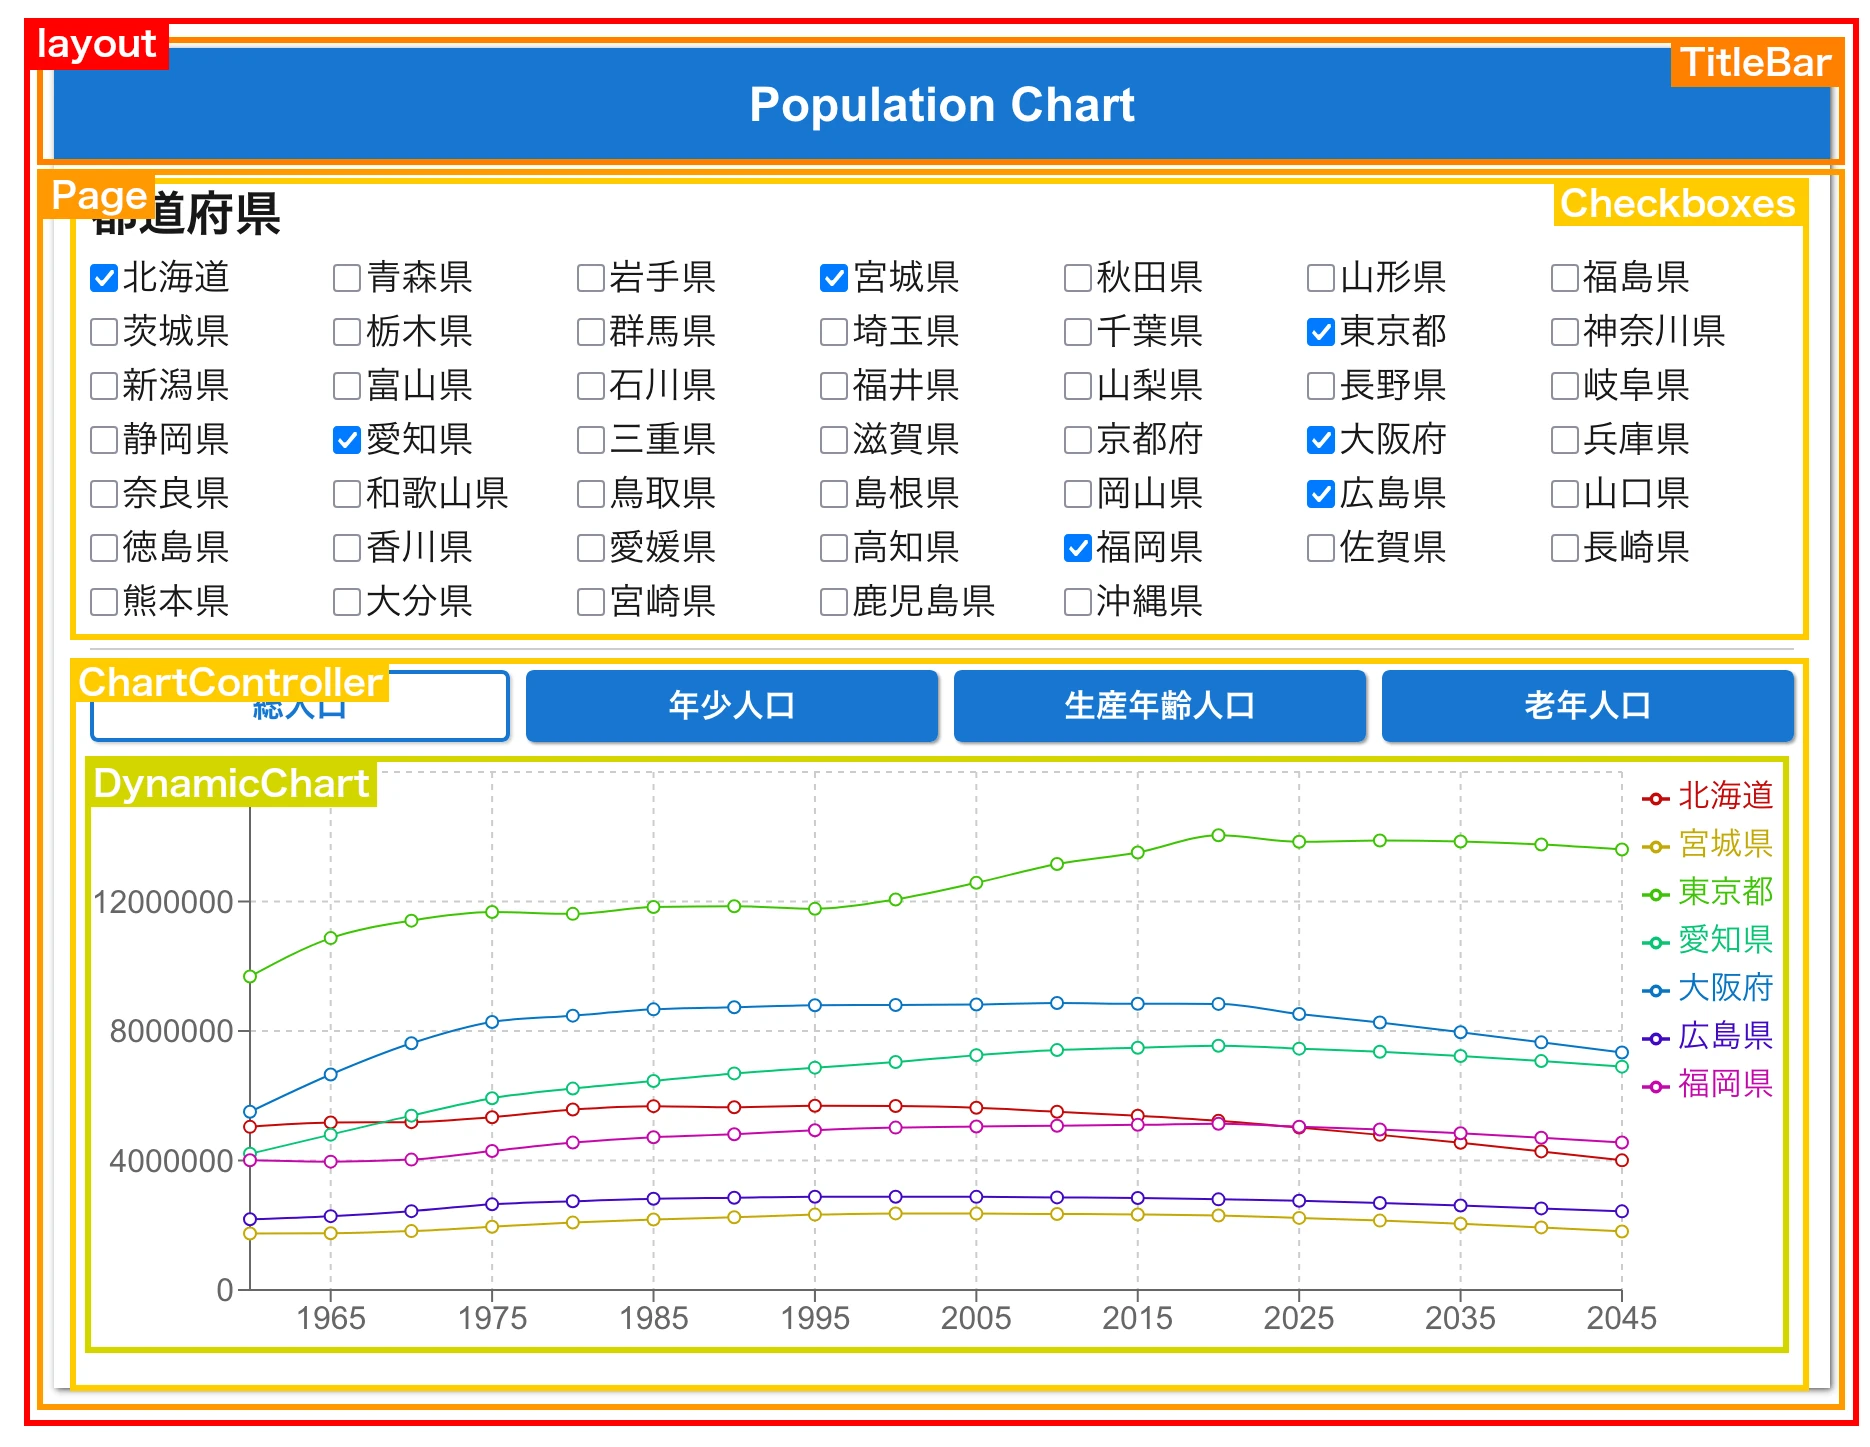 layout
TitleBar
Population Chart
Page
Checkboxes
都道府県
北海道 青森県 岩手県 宮城県 秋田県 山形県 福島県
茨城県 栃木県 群馬県 埼玉県 千葉県 東京都 神奈川県
新潟県 富山県 石川県 福井県 山梨県 長野県 岐阜県
静岡県 愛知県 三重県 滋賀県 京都府 大阪府 兵庫県
奈良県 和歌山県 鳥取県 島根県 岡山県 広島県 山口県
徳島県 香川県 愛媛県 高知県 福岡県 佐賀県 長崎県
熊本県 大分県 宮崎県 鹿児島県 沖縄県
ChartController
総人口 年少人口 生産年齢人口 老年人口
DynamicChart
北海道
宮城県
東京都
愛知県
大阪府
広島県
福岡県
12000000
8000000
4000000
0
1965 1975 1985 1995 2005 2015 2025 2035 2045